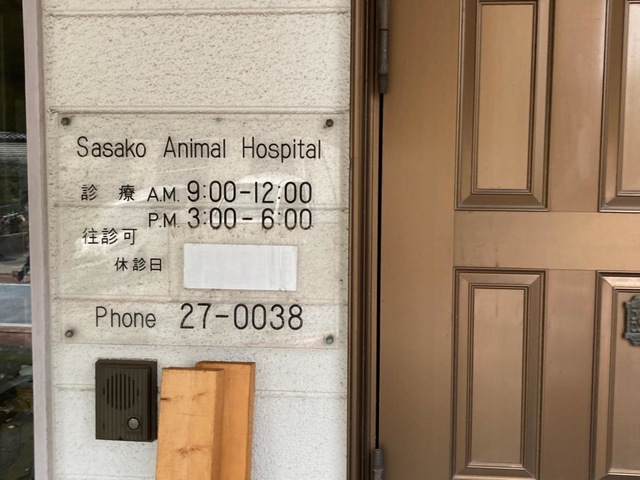 Sasako Animal Hospital
診療 A.M. 9:00-12:00
P.M. 3:00-6:00
往診可
休診日
Phone 27-0038